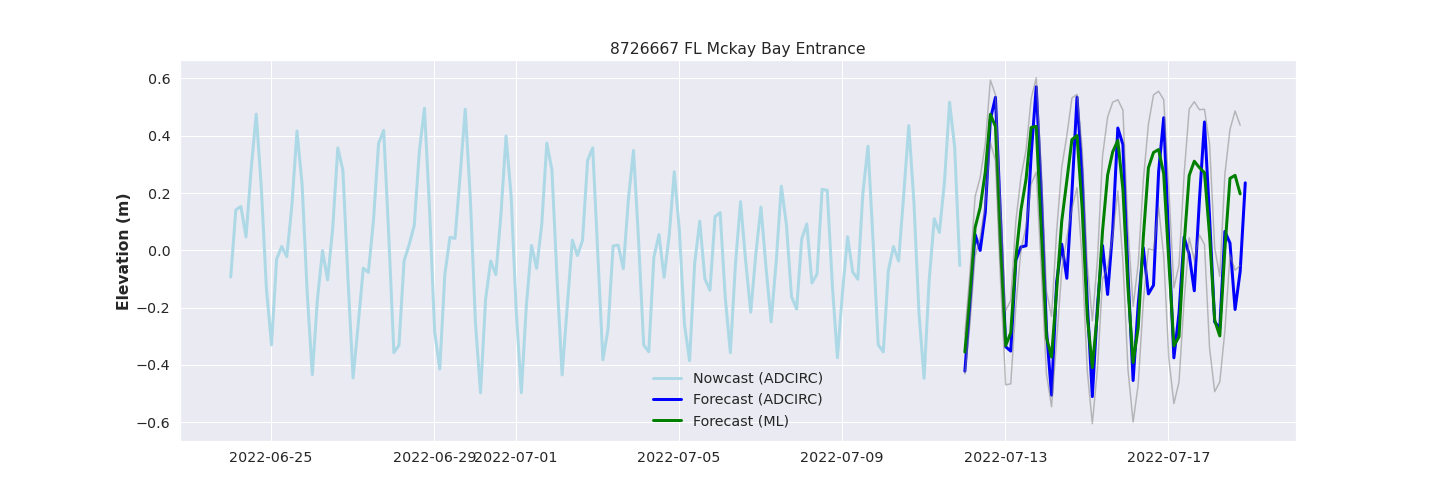 8726667 FL Mckay Bay Entrance
Elevation (m)
0.6
0.4
0.2
0.0
−0.2
−0.4
−0.6
Nowcast (ADCIRC)
Forecast (ADCIRC)
Forecast (ML)
2022-06-25 2022-06-29 2022-07-01 2022-07-05 2022-07-09 2022-07-13 2022-07-17